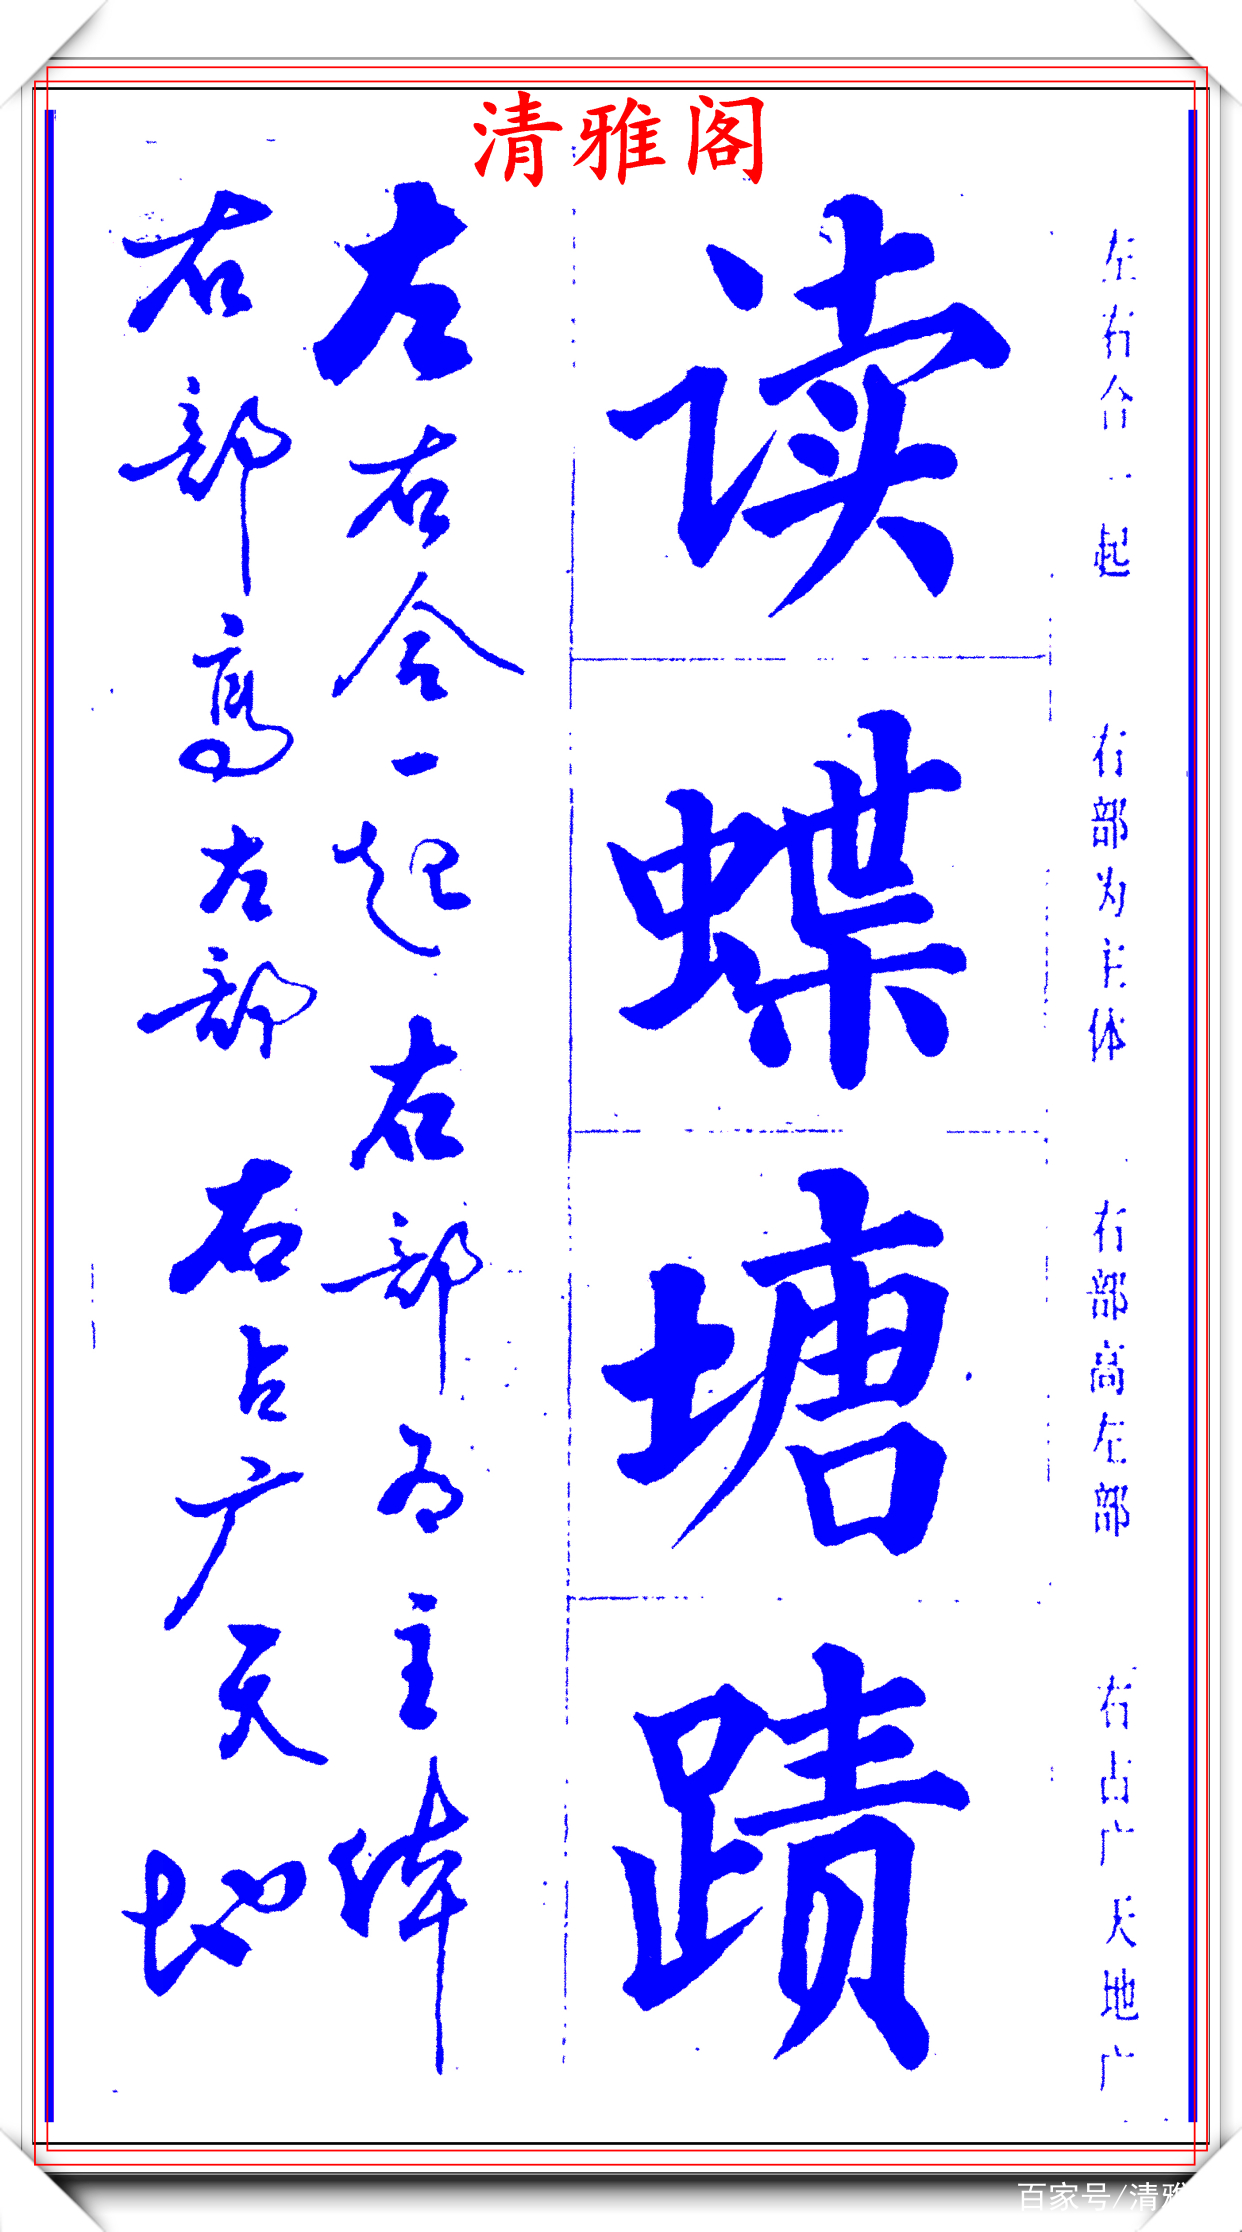 清雅阁
左右合一起 右部为主体 右部高左部 右占广天地广
读蝶塘蹟
左右合一起右部为主体
右部高左部右占广天地
百家号/清雅